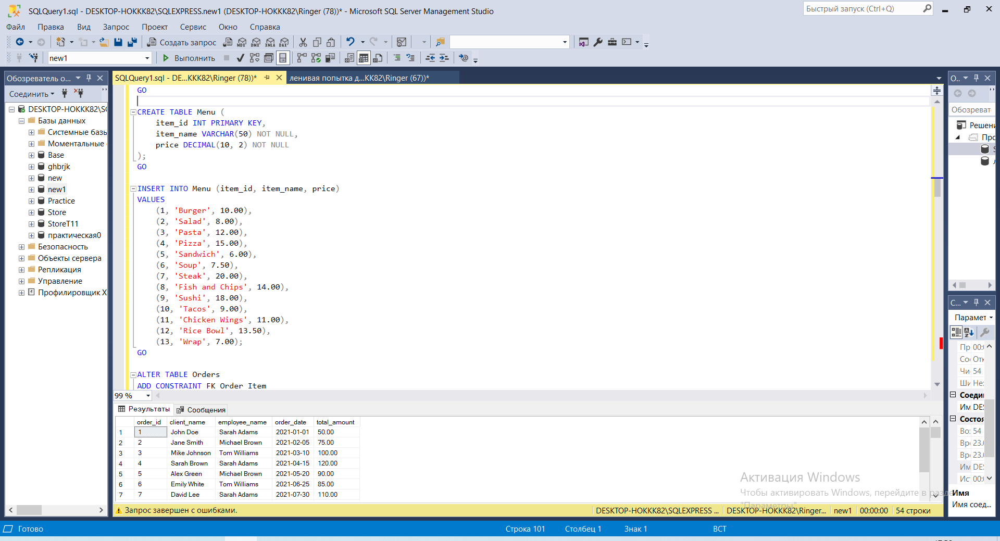 SQLQuery1.sql - DESKTOP-HOKKK82\SQLEXPRESS.new1 (DESKTOP-HOKKK82\Ringer (78))* - Microsoft SQL Server Management Studio
Быстрый запуск (Ctrl+Q)
Файл Правка Вид Запрос Проект Сервис Окно Справка
Создать запрос
MDX DMX XMLA DAX
new1
Выполнить
Обозреватель о...
SQLQuery1.sql - DE...KKK82\Ringer (78))*
ленивая попытка д...KK82\Ringer (67))*
Соединить
DESKTOP-HOKKK82\S
Базы данных
Системные базы
Моментальные
Base
ghbrjk
new
new1
Practice
Store
StoreT11
практическая0
Безопасность
Объекты сервера
Репликация
Управление
Профилировщик X
GO
CREATE TABLE Menu (
item_id INT PRIMARY KEY,
item_name VARCHAR(50) NOT NULL,
price DECIMAL(10, 2) NOT NULL
);
GO
INSERT INTO Menu (item_id, item_name, price)
VALUES
(1, 'Burger', 10.00),
(2, 'Salad', 8.00),
(3, 'Pasta', 12.00),
(4, 'Pizza', 15.00),
(5, 'Sandwich', 6.00),
(6, 'Soup', 7.50),
(7, 'Steak', 20.00),
(8, 'Fish and Chips', 14.00),
(9, 'Sushi', 18.00),
(10, 'Tacos', 9.00),
(11, 'Chicken Wings', 11.00),
(12, 'Rice Bowl', 13.50),
(13, 'Wrap', 7.00);
GO
ALTER TABLE Orders
ADD CONSTRAINT FK Order Item
99 %
Результаты Сообщения
order_id client_name employee_name order_date total_amount
1 1 John Doe Sarah Adams 2021-01-01 50.00
2 2 Jane Smith Michael Brown 2021-02-05 75.00
3 3 Mike Johnson Tom Williams 2021-03-10 100.00
4 4 Sarah Brown Sarah Adams 2021-04-15 120.00
5 5 Alex Green Michael Brown 2021-05-20 90.00
6 6 Emily White Tom Williams 2021-06-25 85.00
7 7 David Lee Sarah Adams 2021-07-30 110.00
Запрос завершен с ошибками.
DESKTOP-HOKKK82\SQLEXPRESS ... DESKTOP-HOKKK82\Ringer... new1 00:00:00 54 строки
О..
Обозреват
Решени
Прс
С...
Парамет
Пр 00:
Со Отк
Чи 54
Ши Не
Соеди
Им DE
Состоя
Во 54
Вр 23.
Вр 23.
Им DE
Ис 00:
Имя
Имя соед...
Активация Windows
Чтобы активировать Windows, перейдите в раздел
"Параметры"
Готово
Строка 101 Столбец 1 Знак 1 ВСТ